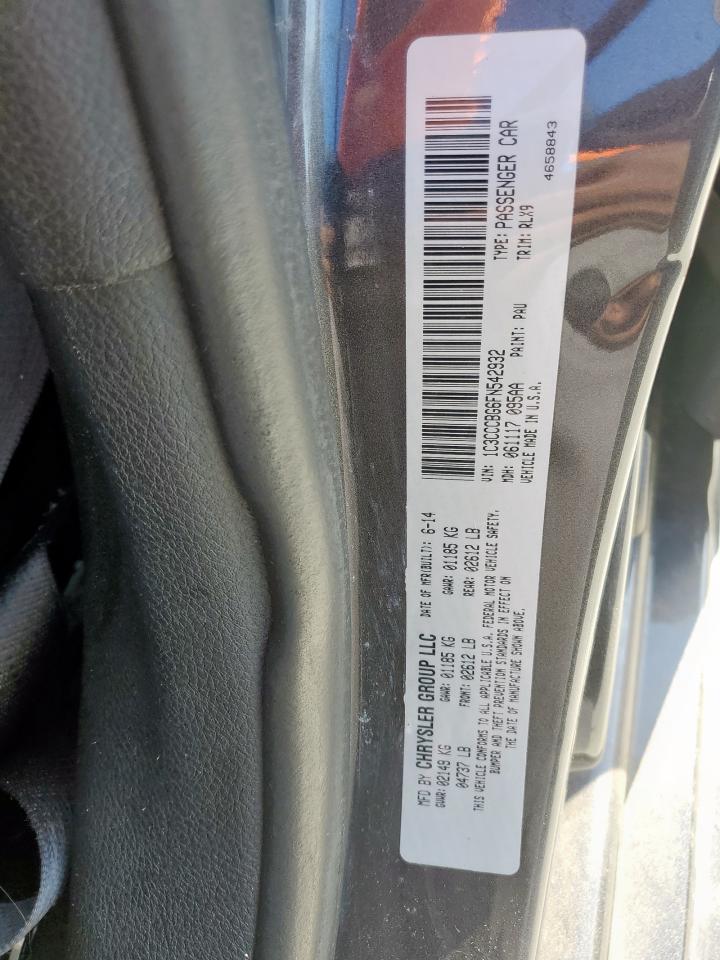 MFD BY CHRYSLER GROUP LLC DATE OF MFR(BUILT): 6-14
GVWR: 02149 KG GAWR: 01185 KG GAWR: 01185 KG
04737 LB FRONT: 02612 LB REAR: 02612 LB
THIS VEHICLE CONFORMS TO ALL APPLICABLE U.S.A. FEDERAL MOTOR VEHICLE SAFETY,
BUMPER AND THEFT PREVENTION STANDARDS IN EFFECT ON
THE DATE OF MANUFACTURE SHOWN ABOVE.
VIN: 1C3CCCBG6FN542932 TYPE: PASSENGER CAR
MDH: 061117 095AA PAINT: PAU TRIM: RLX9
VEHICLE MADE IN U.S.A.
4658843